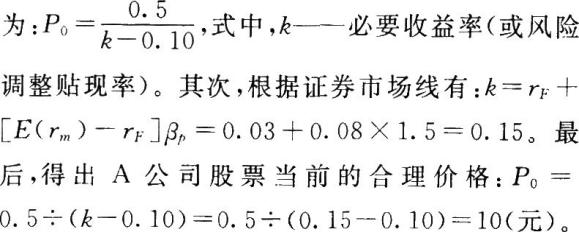 为:P₀=0.5/(k-0.10),式中,k——必要收益率(或风险
调整贴现率)。其次,根据证券市场线有:k=r_F+
[E(r_m)-r_F]β_p=0.03+0.08×1.5=0.15。最
后,得出 A 公司股票当前的合理价格:P₀=
0.5÷(k-0.10)=0.5÷(0.15-0.10)=10(元)。